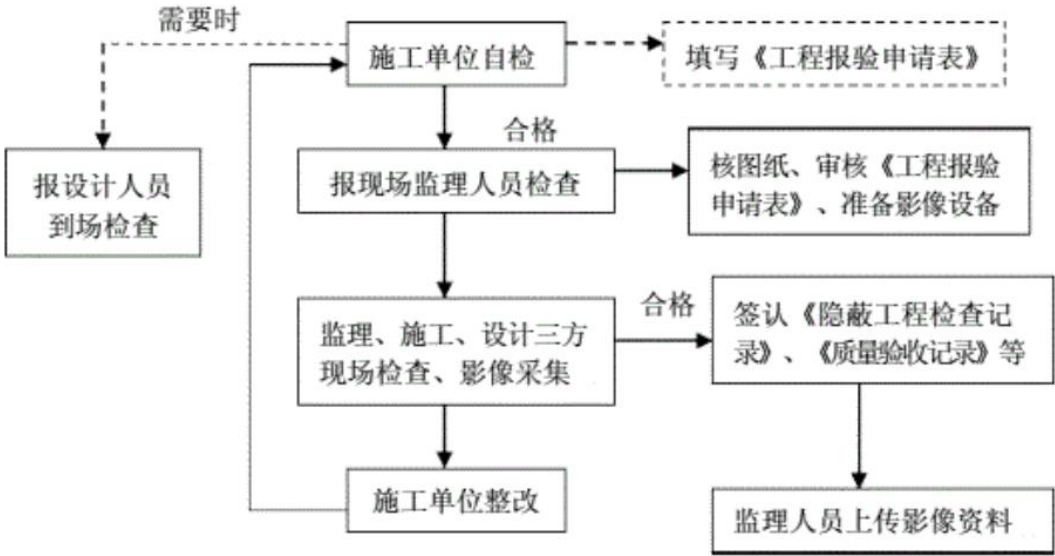 需要时
施工单位自检
填写《工程报验申请表》
合格
报设计人员
到场检查
报现场监理人员检查
核图纸、审核《工程报验
申请表》、准备影像设备
监理、施工、设计三方
现场检查、影像采集
合格
签认《隐蔽工程检查记
录》、《质量验收记录》等
施工单位整改
监理人员上传影像资料